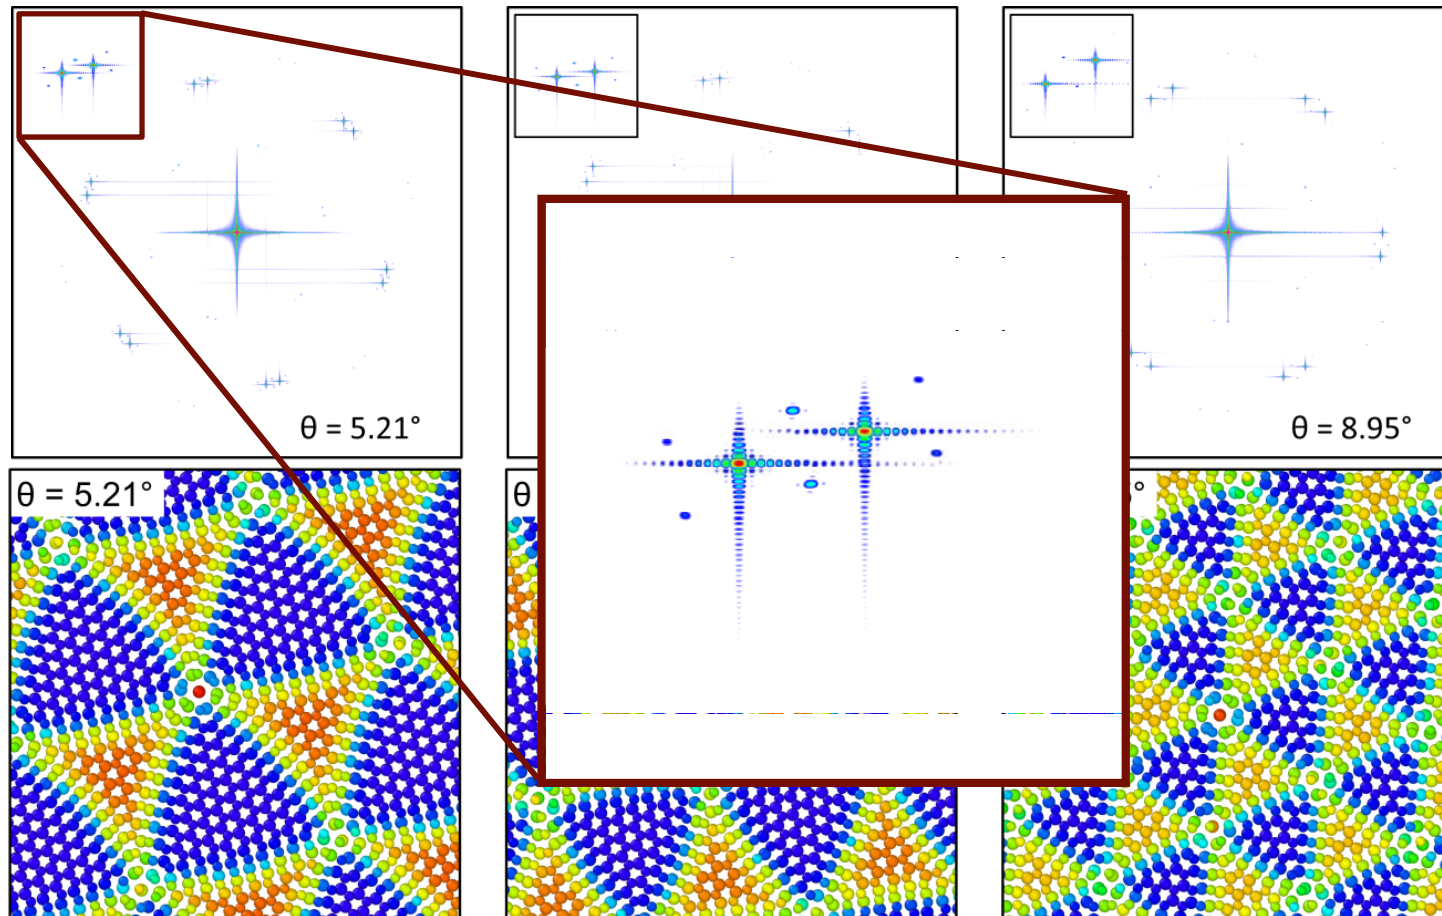 θ = 5.21°
θ = 8.95°
θ = 5.21°
θ
°